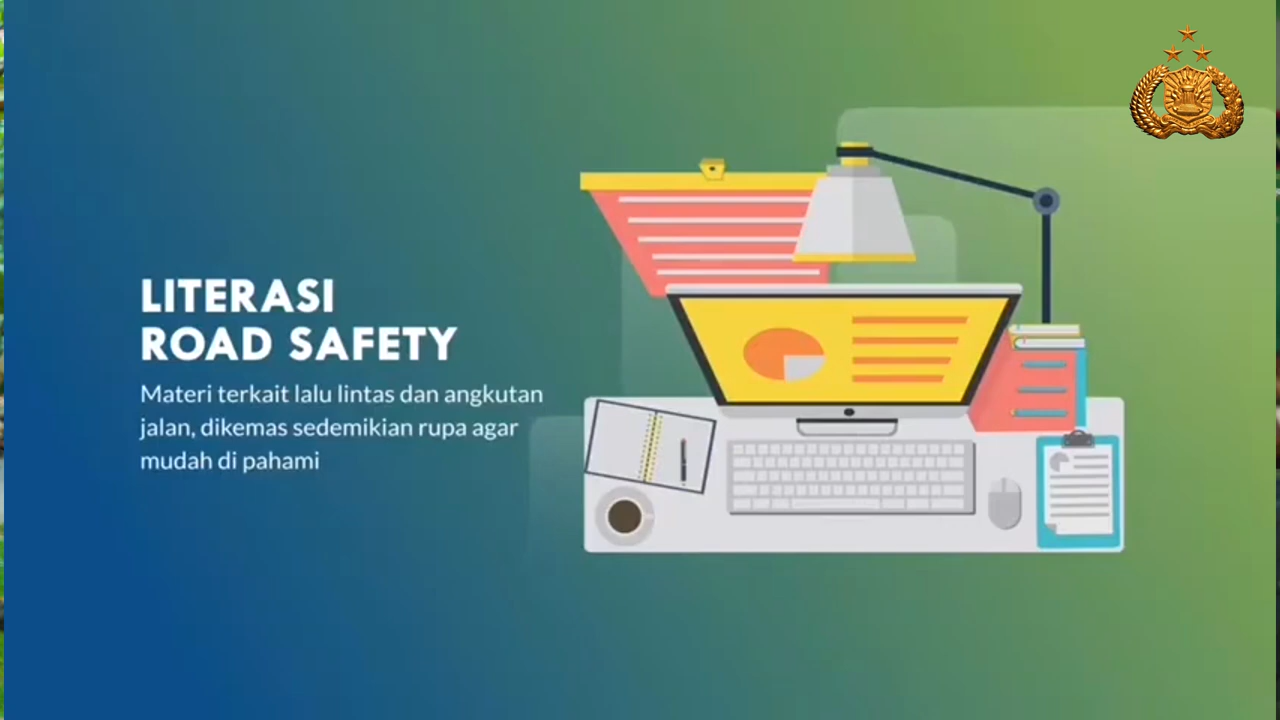 LITERASI
ROAD SAFETY
Materi terkait lalu lintas dan angkutan
jalan, dikemas sedemikian rupa agar
mudah di pahami